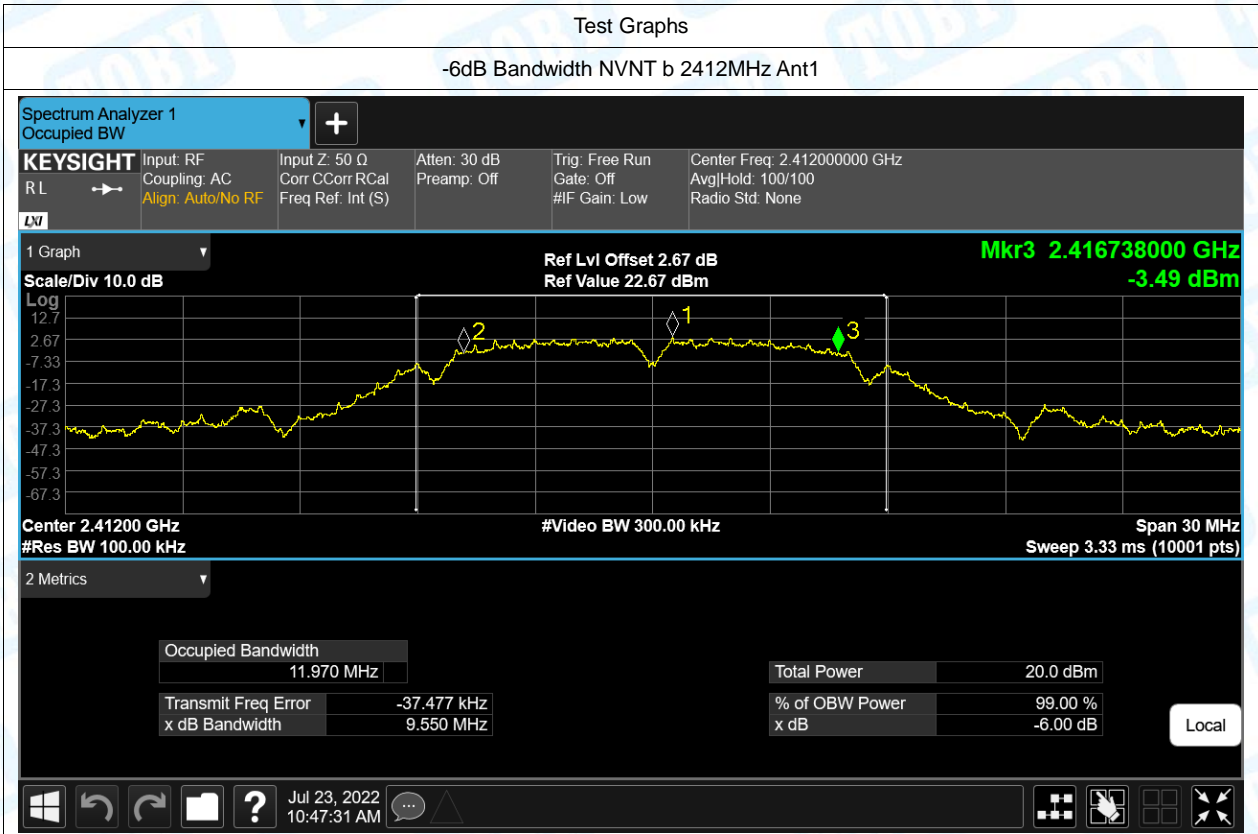 Test Graphs
-6dB Bandwidth NVNT b 2412MHz Ant1
Spectrum Analyzer 1
Occupied BW
+
KEYSIGHT
R L
LXI
Input: RF
Coupling: AC
Align: Auto/No RF
Input Z: 50 Ω
Corr CCorr RCal
Freq Ref: Int (S)
Atten: 30 dB
Preamp: Off
Trig: Free Run
Gate: Off
#IF Gain: Low
Center Freq: 2.412000000 GHz
Avg|Hold: 100/100
Radio Std: None
1 Graph
Scale/Div 10.0 dB
Ref Lvl Offset 2.67 dB
Ref Value 22.67 dBm
Mkr3 2.416738000 GHz
-3.49 dBm
Log
12.7
2.67
-7.33
-17.3
-27.3
-37.3
-47.3
-57.3
-67.3
2
1
3
Center 2.41200 GHz
#Video BW 300.00 kHz
Span 30 MHz
#Res BW 100.00 kHz
Sweep 3.33 ms (10001 pts)
2 Metrics
Occupied Bandwidth
11.970 MHz
Total Power 20.0 dBm
Transmit Freq Error -37.477 kHz
% of OBW Power 99.00 %
x dB Bandwidth 9.550 MHz
x dB -6.00 dB
Local
?
Jul 23, 2022
10:47:31 AM
TOBY